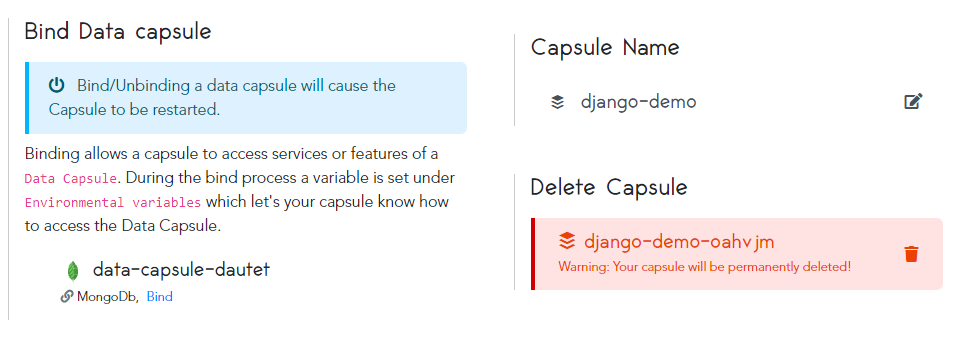 Bind Data capsule
Bind/Unbinding a data capsule will cause the
Capsule to be restarted.
Binding allows a capsule to access services or features of a
Data Capsule. During the bind process a variable is set under
Environmental variables which let's your capsule know how
to access the Data Capsule.
data-capsule-dautet
MongoDb, Bind
Capsule Name
django-demo
Delete Capsule
django-demo-oahvjm
Warning: Your capsule will be permanently deleted!